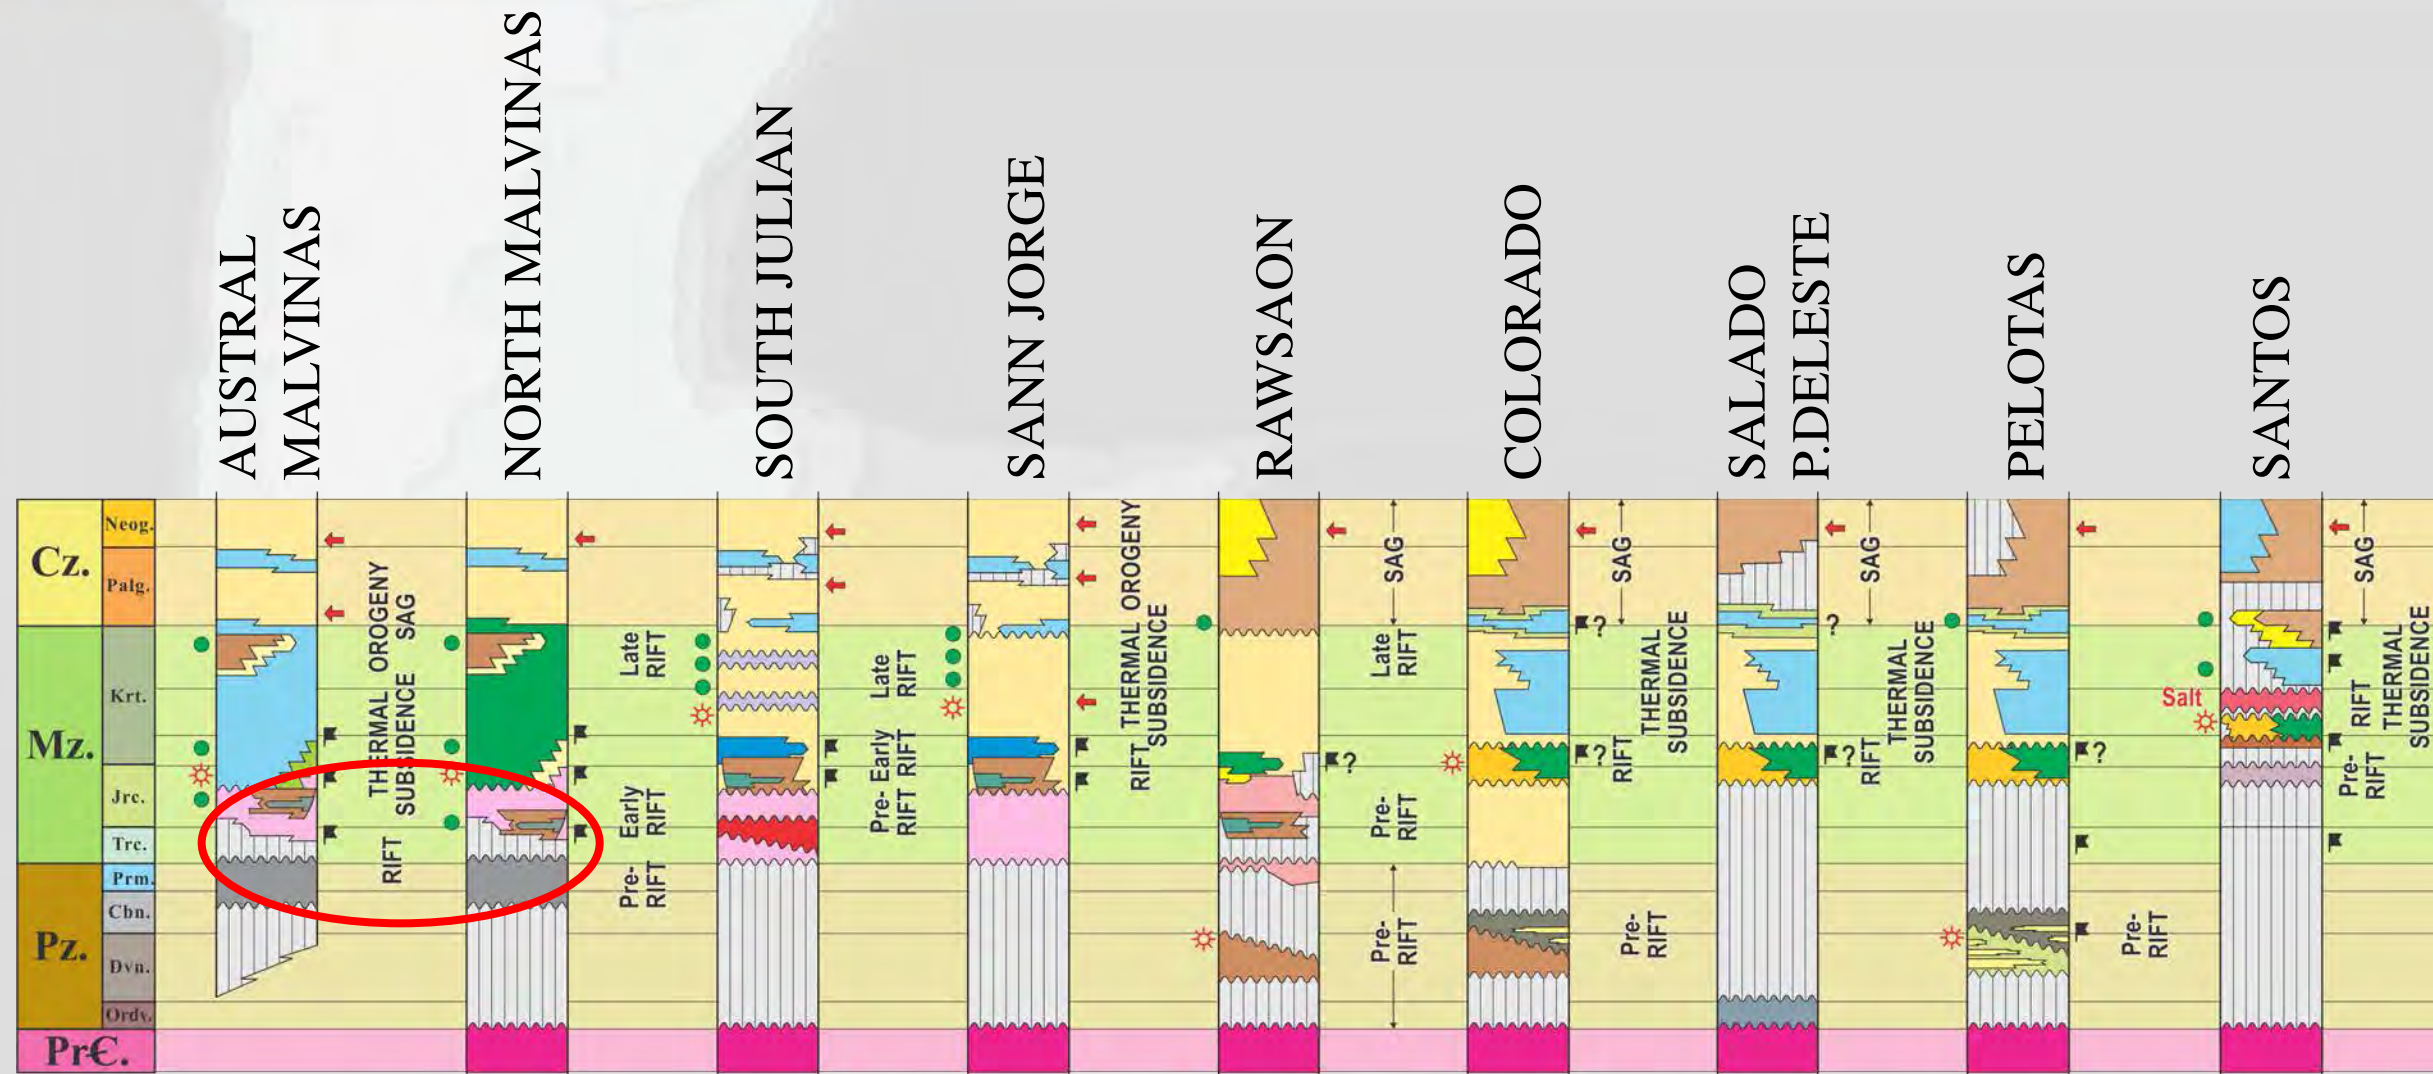 AUSTRAL
MALVINAS
NORTH MALVINAS
SOUTH JULIAN
SANN JORGE
RAWSAON
COLORADO
SALADO
P.DELESTE
PELOTAS
SANTOS
Cz.
Neog.
Palg.
Mz.
Krt.
Jrc.
Trc.
Pz.
Prm.
Cbn.
Dvn.
Ordv.
Pr€.
THERMAL OROGENY
SUBSIDENCE SAG
RIFT
Late
RIFT
Early
RIFT
Pre-
RIFT
Late
RIFT
Pre- Early
RIFT RIFT
THERMAL OROGENY
SUBSIDENCE
RIFT
SAG
Late
RIFT
?
Pre-
RIFT
Pre-
RIFT
SAG
?
THERMAL
SUBSIDENCE
?
RIFT
Pre-
RIFT
SAG
?
THERMAL
SUBSIDENCE
?
RIFT
Pre-
RIFT
?
Salt
SAG
THERMAL
SUBSIDENCE
RIFT
Pre-
RIFT